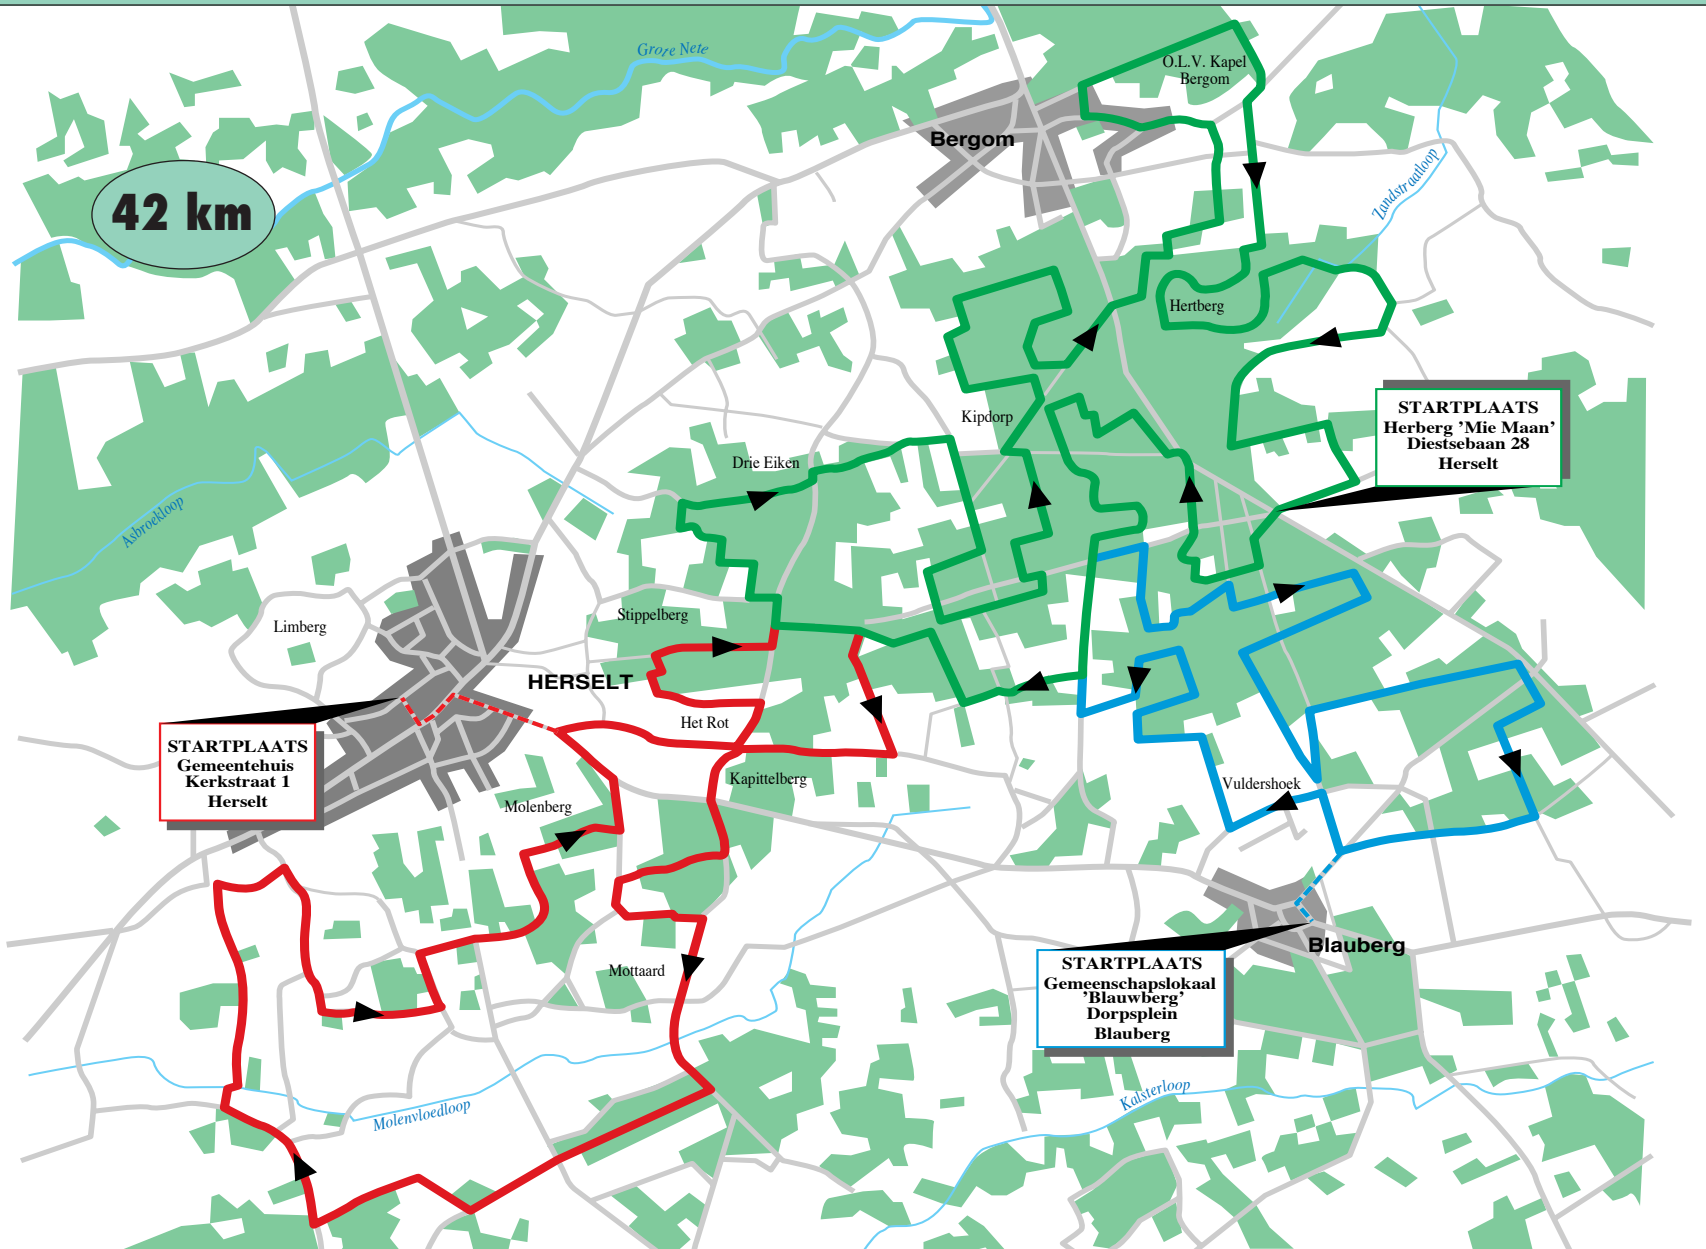 Grote Nete
O.L.V. Kapel
Bergom
Bergom
Zandstraatloop
42 km
Hertberg
Kipdorp
STARTPLAATS
Herberg ’Mie Maan’
Diestsebaan 28
Herselt
Drie Eiken
Asbroekloop
Stippelberg
Limberg
HERSELT
Het Rot
STARTPLAATS
Gemeentehuis
Kerkstraat 1
Herselt
Kapittelberg
Vuldershoek
Molenberg
Blauberg
Mottaard
STARTPLAATS
Gemeenschapslokaal
’Blauwberg’
Dorpsplein
Blauberg
Kalsterloop
Molenvloedloop